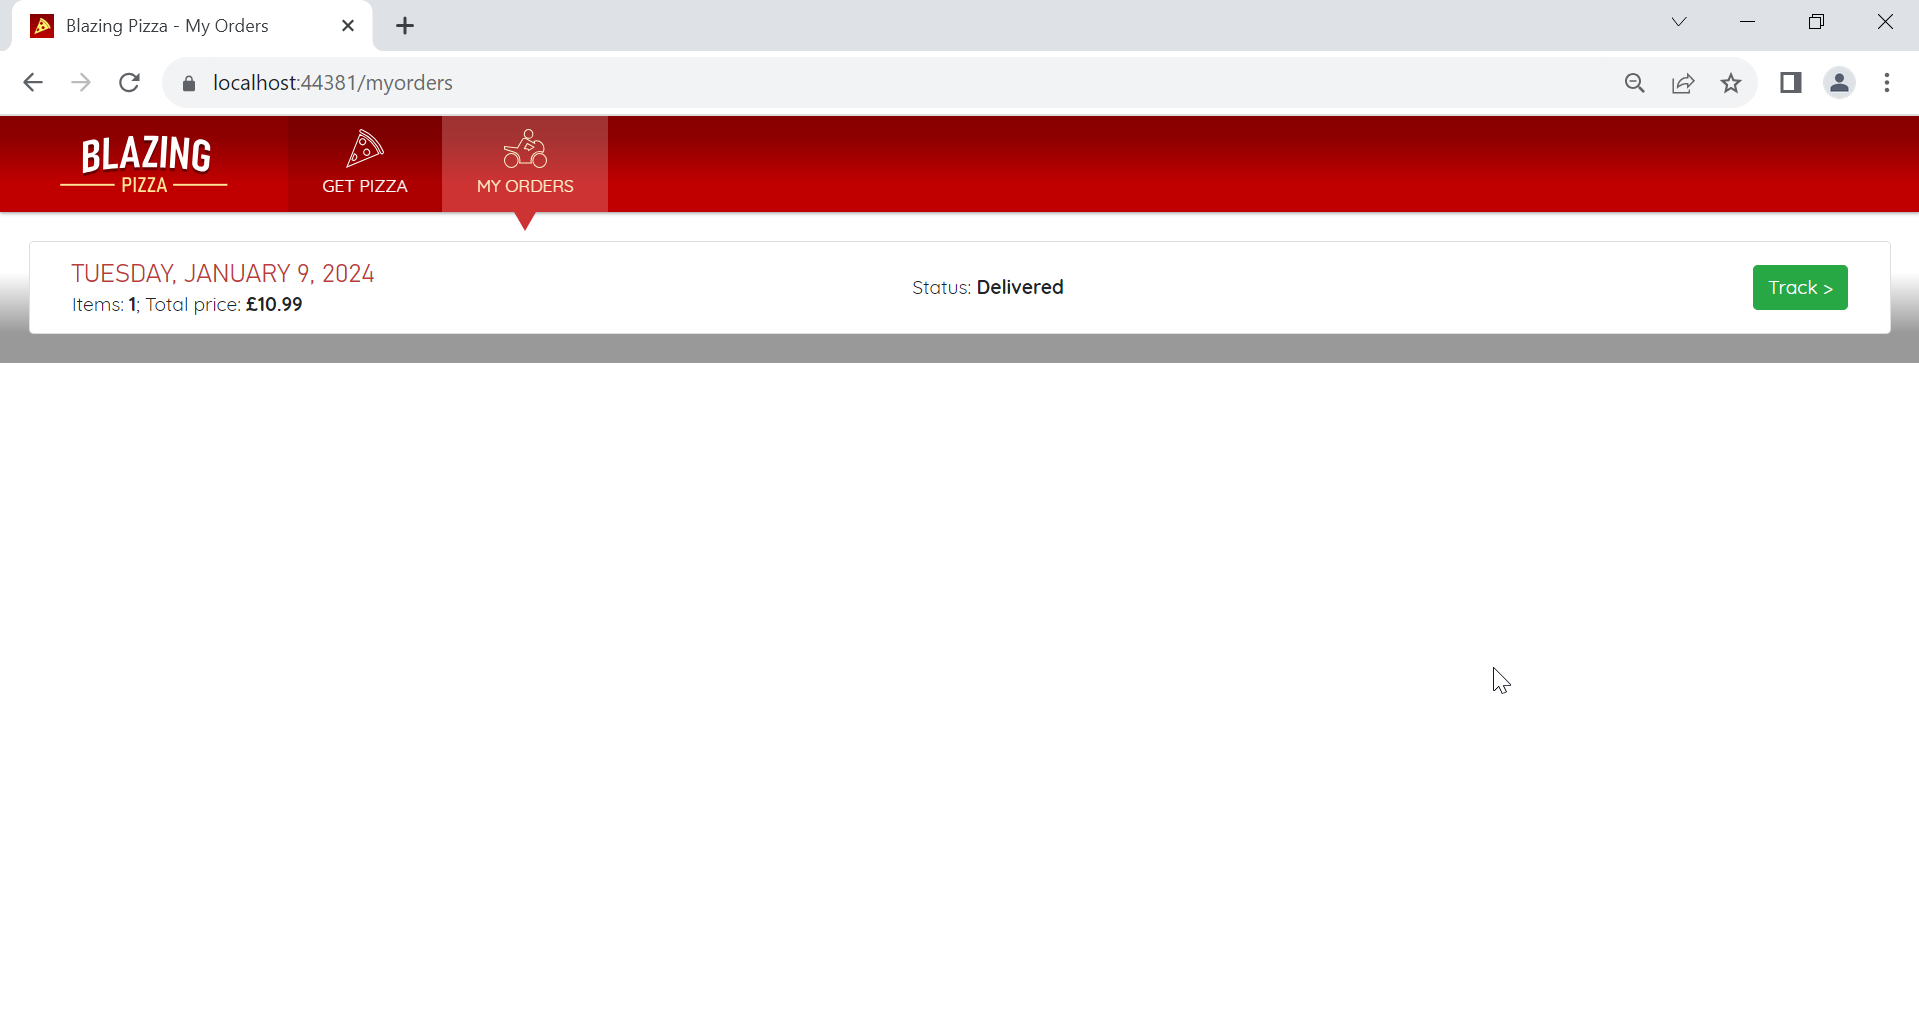 Blazing Pizza - My Orders
localhost:44381/myorders
BLAZING
PIZZA
GET PIZZA
MY ORDERS
TUESDAY, JANUARY 9, 2024
Items: 1; Total price: £10.99
Status: Delivered
Track >